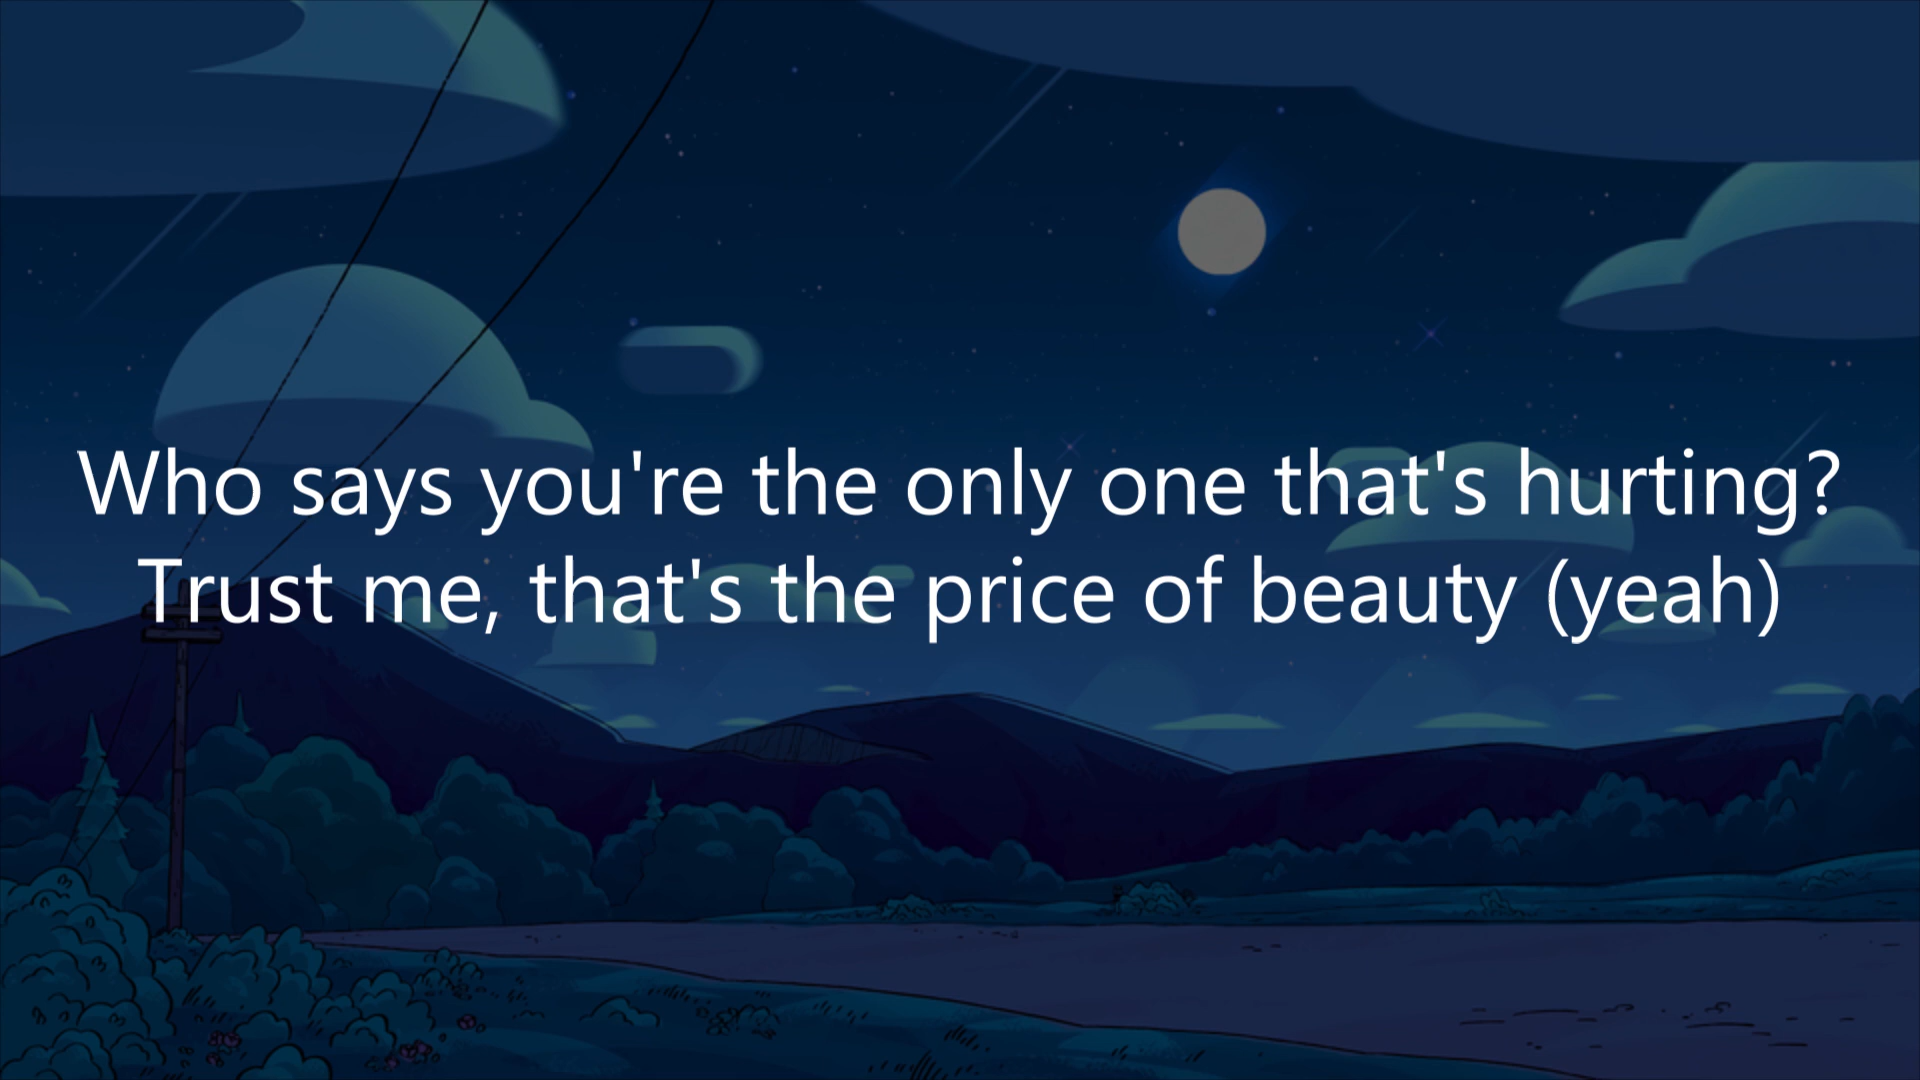 Who says you're the only one that's hurting?
Trust me, that's the price of beauty (yeah)